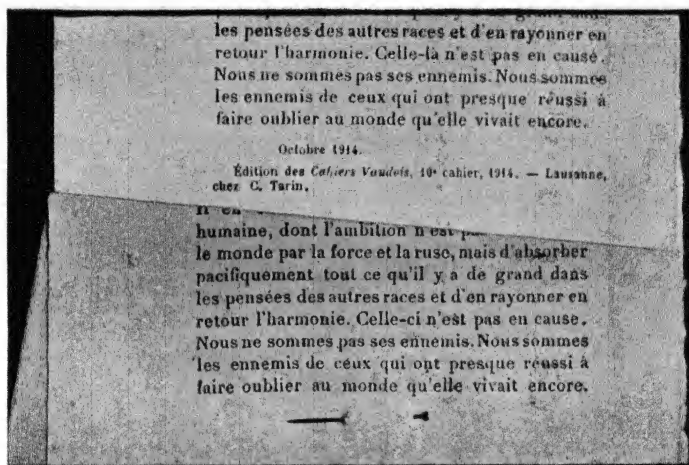 les pensées des autres races et d'en rayonner en
retour l'harmonie. Celle-là n'est pas en cause.
Nous ne sommes pas ses ennemis. Nous sommes
les ennemis de ceux qui ont presque réussi à
faire oublier au monde qu'elle vivait encore.
Octobre 1914.
Édition des Cahiers Vaudois, 10e cahier, 1914. — Lausanne,
chez C. Tarin.
humaine, dont l'ambition n'est
le monde par la force et la ruse, mais d'absorber
pacifiquement tout ce qu'il y a de grand dans
les pensées des autres races et d'en rayonner en
retour l'harmonie. Celle-ci n'est pas en cause.
Nous ne sommes pas ses ennemis. Nous sommes
les ennemis de ceux qui ont presque réussi à
faire oublier au monde qu'elle vivait encore.